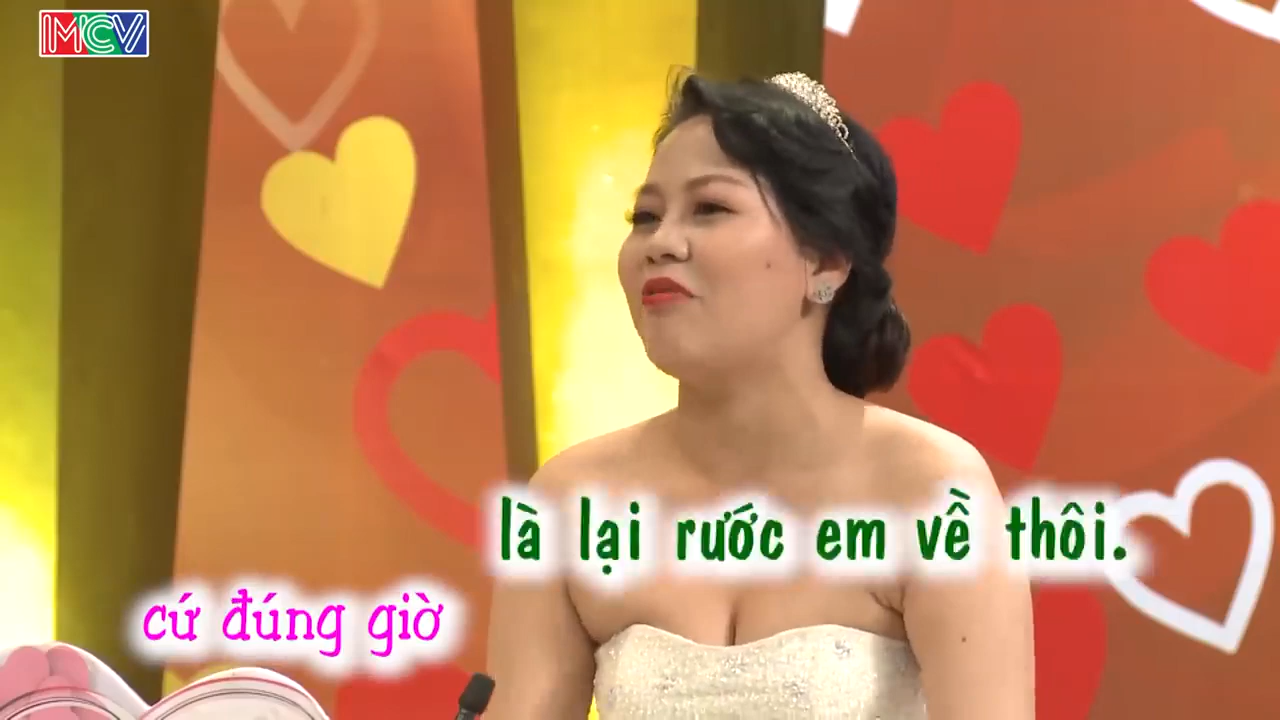 MCV
là lại rước em về thôi.
cứ đúng giờ